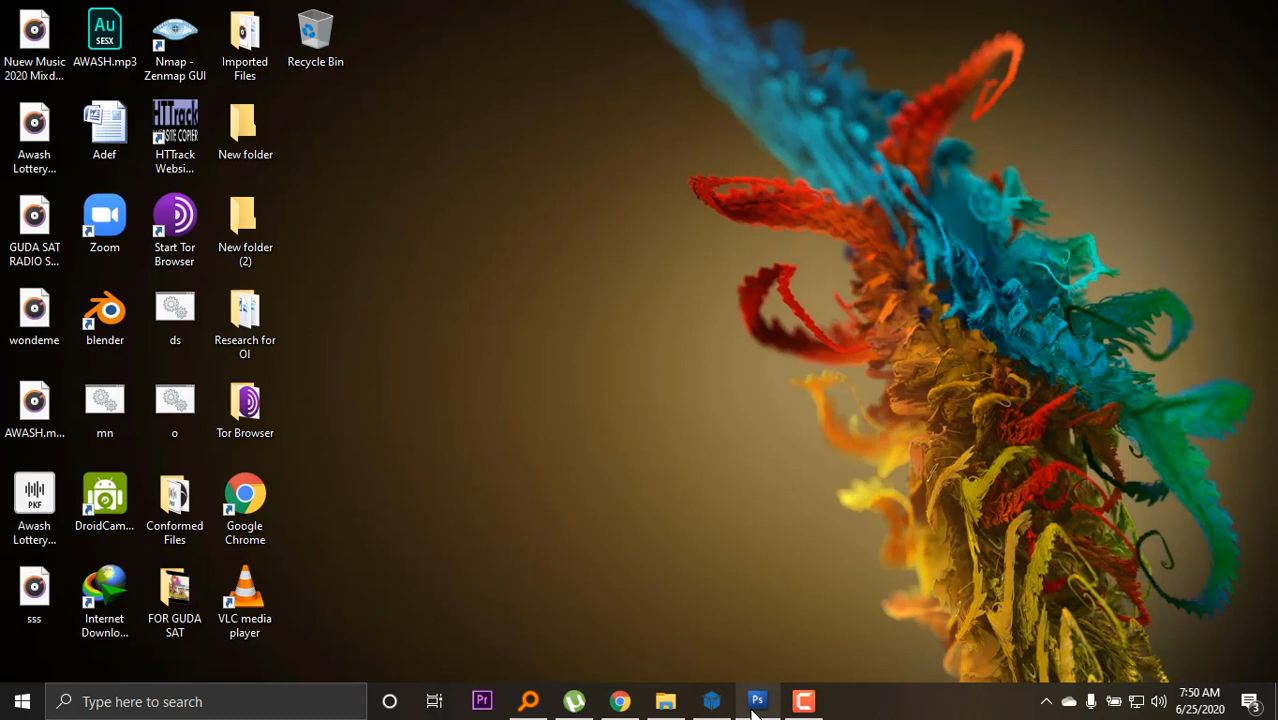 Nuew Music
2020 Mixd...
Au
SESX
AWASH.mp3
Nmap -
Zenmap GUI
Imported
Files
Recycle Bin
Awash
Lottery...
Adef
HTTrack
WEBSITE COPIER
HTTrack
Websi...
New folder
GUDA SAT
RADIO S...
Zoom
Start Tor
Browser
New folder
(2)
wondeme
blender
ds
Research for
OI
AWASH.m...
mn
o
Tor Browser
PKF
Awash
Lottery...
DroidCam...
Conformed
Files
Google
Chrome
sss
Internet
Downlo...
FOR GUDA
SAT
VLC media
player
Type here to search
Pr
Ps
7:50 AM
6/25/2020
3